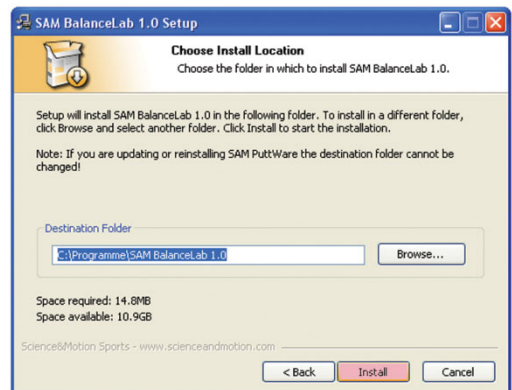 SAM BalanceLab 1.0 Setup
Choose Install Location
Choose the folder in which to install SAM BalanceLab 1.0.
Setup will install SAM BalanceLab 1.0 in the following folder. To install in a different folder,
click Browse and select another folder. Click Install to start the installation.
Note: If you are updating or reinstalling SAM PuttWare the destination folder cannot be
changed!
Destination Folder
C:\Programme\SAM BalanceLab 1.0
Browse...
Space required: 14.8MB
Space available: 10.9GB
Science&Motion Sports - www.scienceandmotion.com
< Back Install Cancel